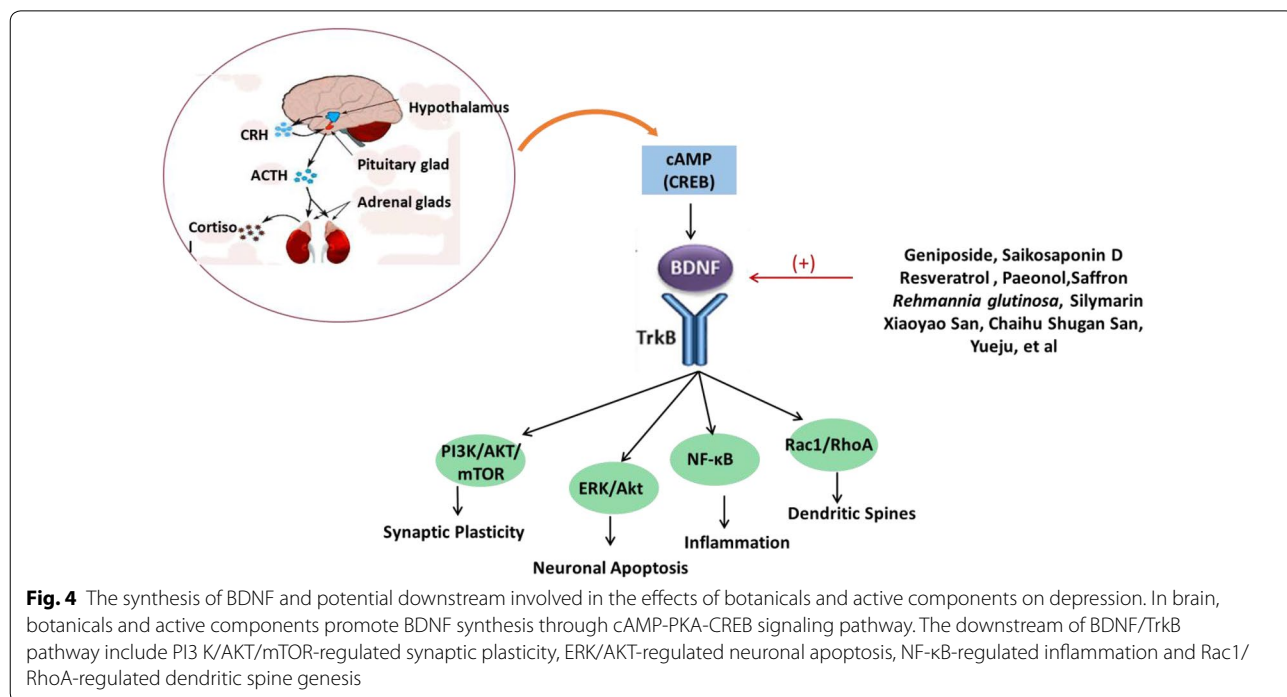 Hypothalamus
CRH
Pituitary glad
ACTH
Adrenal glads
Cortiso
l
cAMP
(CREB)
BDNF
(+)
Geniposide, Saikosaponin D
Resveratrol , Paeonol,Saffron
Rehmannia glutinosa, Silymarin
Xiaoyao San, Chaihu Shugan San,
Yueju, et al
TrkB
PI3K/AKT/
mTOR
ERK/Akt
NF-κB
Rac1/RhoA
Synaptic Plasticity
Neuronal Apoptosis
Inflammation
Dendritic Spines
Fig. 4 The synthesis of BDNF and potential downstream involved in the effects of botanicals and active components on depression. In brain,
botanicals and active components promote BDNF synthesis through cAMP-PKA-CREB signaling pathway. The downstream of BDNF/TrkB
pathway include PI3 K/AKT/mTOR-regulated synaptic plasticity, ERK/AKT-regulated neuronal apoptosis, NF-κB-regulated inflammation and Rac1/
RhoA-regulated dendritic spine genesis